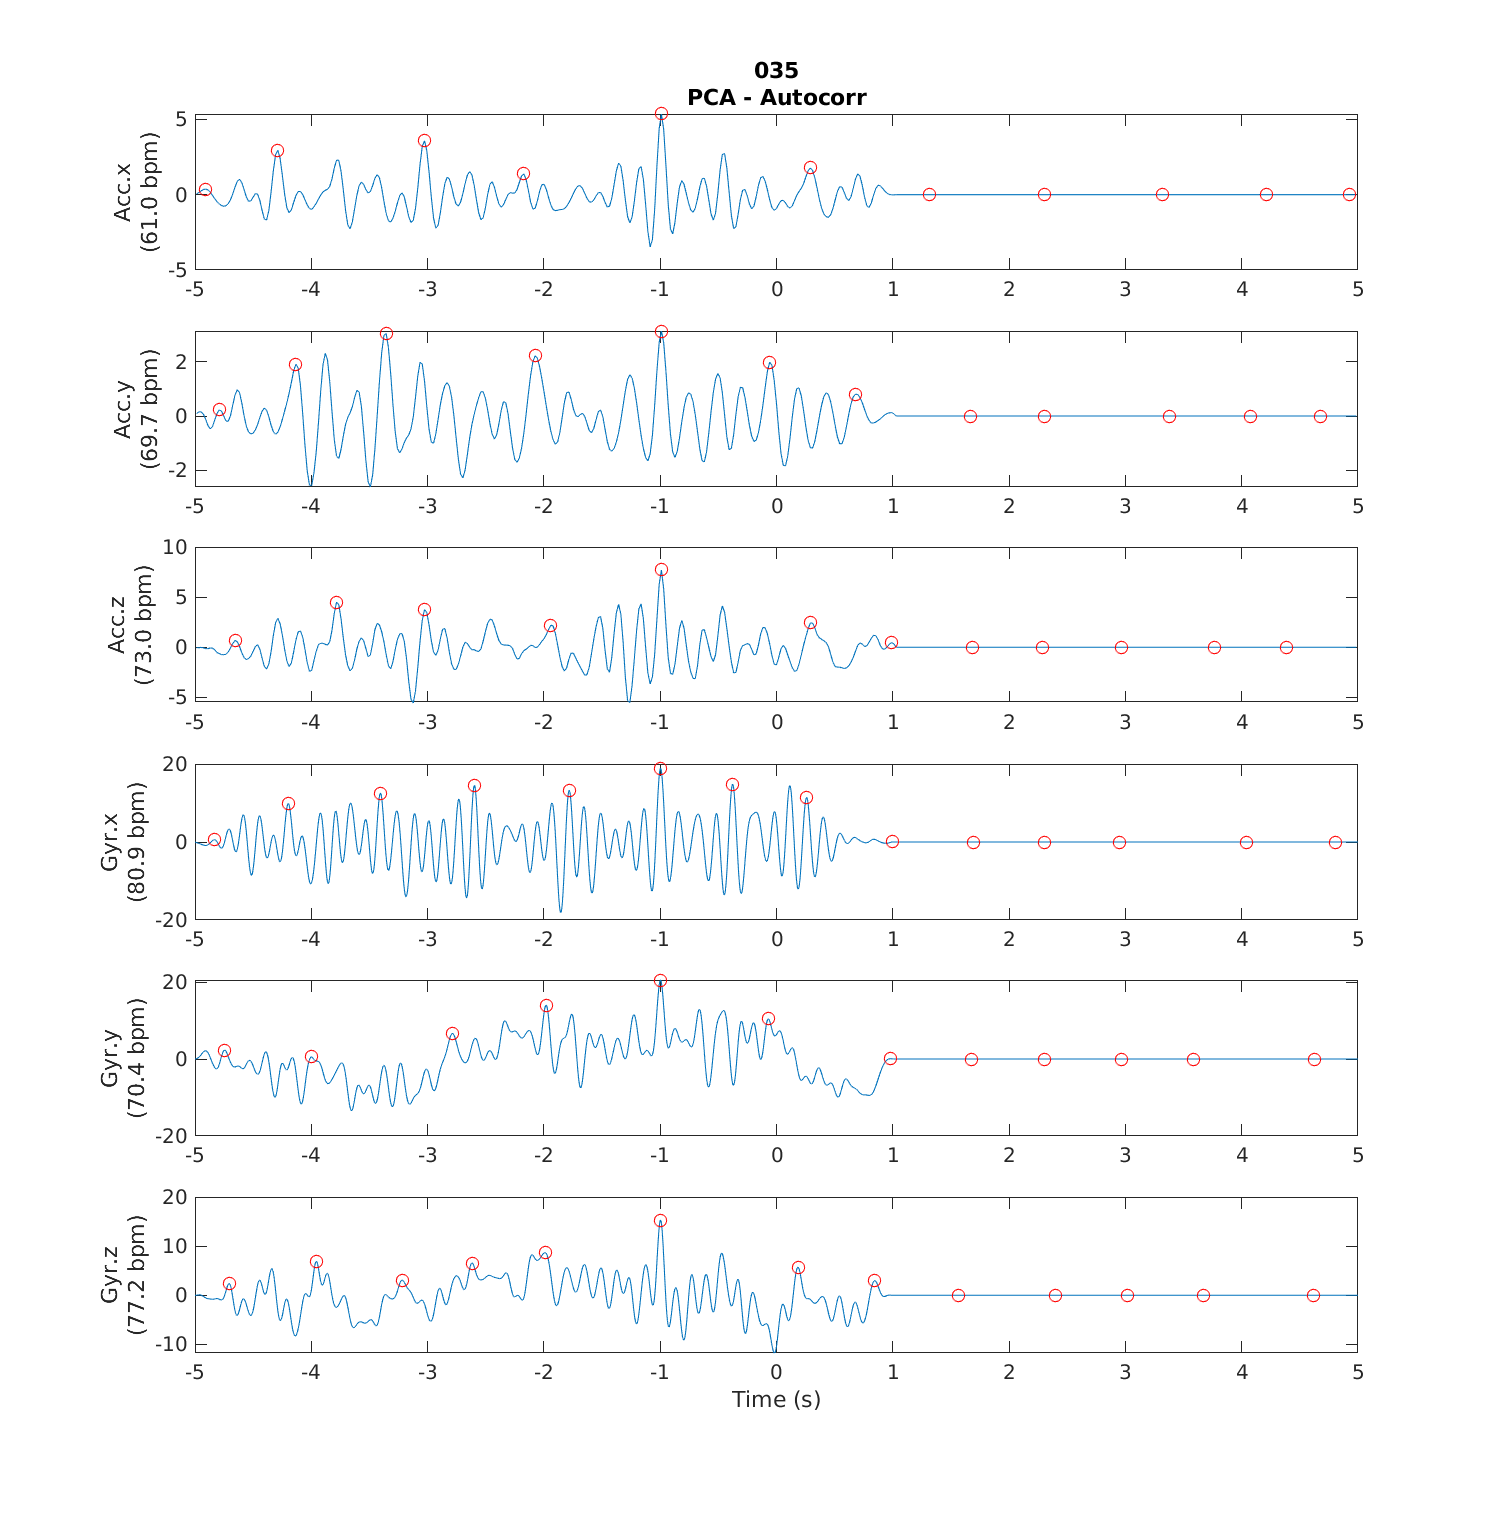 035
PCA - Autocorr
Acc.x
(61.0 bpm)
5
0
-5
-5 -4 -3 -2 -1 0 1 2 3 4 5
Acc.y
(69.7 bpm)
2
0
-2
-5 -4 -3 -2 -1 0 1 2 3 4 5
Acc.z
(73.0 bpm)
10
5
0
-5
-5 -4 -3 -2 -1 0 1 2 3 4 5
Gyr.x
(80.9 bpm)
20
0
-20
-5 -4 -3 -2 -1 0 1 2 3 4 5
Gyr.y
(70.4 bpm)
20
0
-20
-5 -4 -3 -2 -1 0 1 2 3 4 5
Gyr.z
(77.2 bpm)
20
10
0
-10
-5 -4 -3 -2 -1 0 1 2 3 4 5
Time (s)